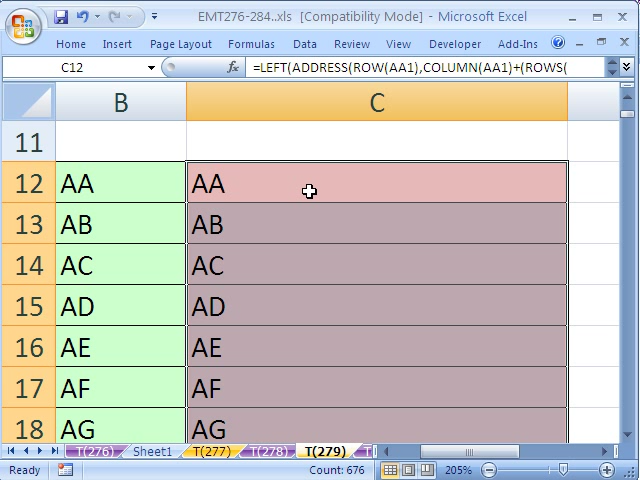 EMT276-284..xls [Compatibility Mode] - Microsoft Excel
Home Insert Page Layout Formulas Data Review View Developer Add-Ins
C12 fx =LEFT(ADDRESS(ROW(AA1),COLUMN(AA1)+(ROWS(
B C
11
12 AA AA
13 AB AB
14 AC AC
15 AD AD
16 AE AE
17 AF AF
18 AG AG
T(276) Sheet1 T(277) T(278) T(279)
Ready Count: 676 205%